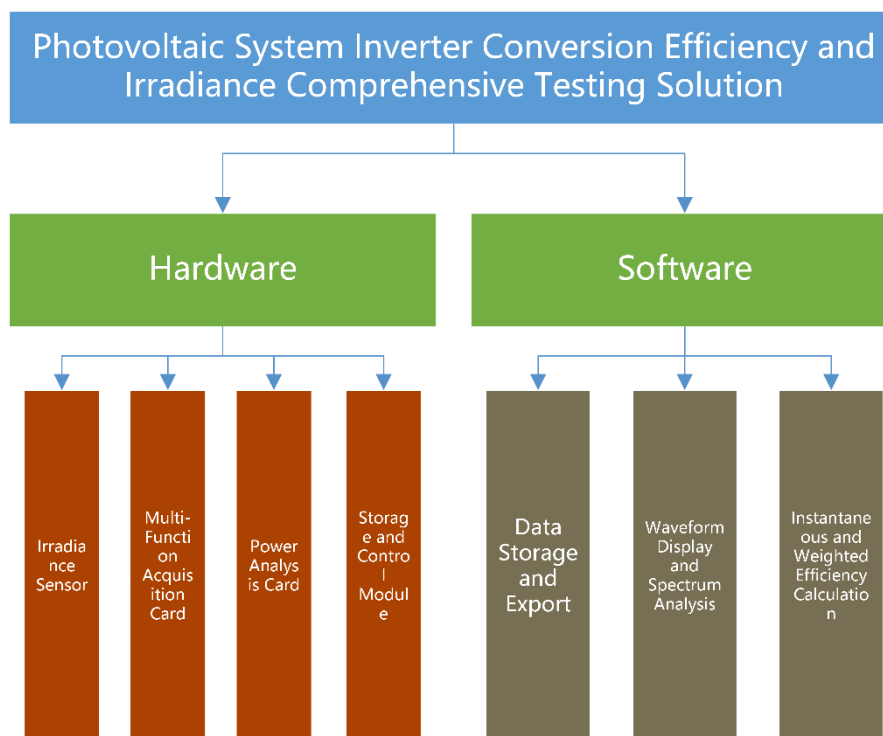 Photovoltaic System Inverter Conversion Efficiency and
Irradiance Comprehensive Testing Solution
Hardware
Software
Irradia
nce
Sensor
Multi-
Functi
on
Acquis
ition
Card
Power
Analys
is Card
Storag
e and
Contro
l
Modul
e
Data
Storage
and
Export
Waveform
Display
and
Spectrum
Analysis
Instantane
ous and
Weighted
Efficiency
Calculatio
n